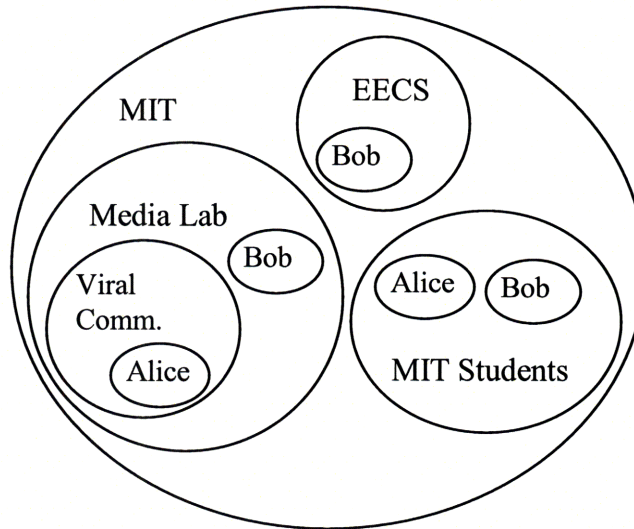 MIT
EECS
Bob
Media Lab
Bob
Viral
Comm.
Alice
Alice
Bob
MIT Students